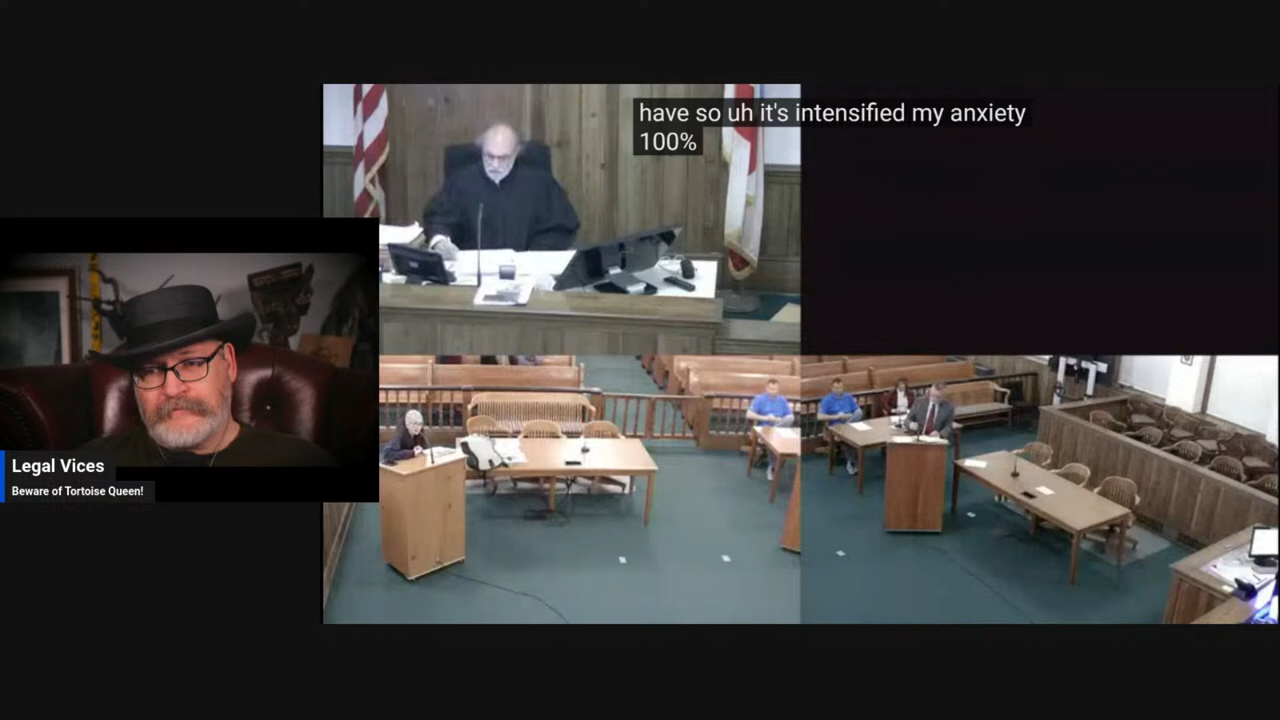 have so uh it's intensified my anxiety
100%
Legal Vices
Beware of Tortoise Queen!